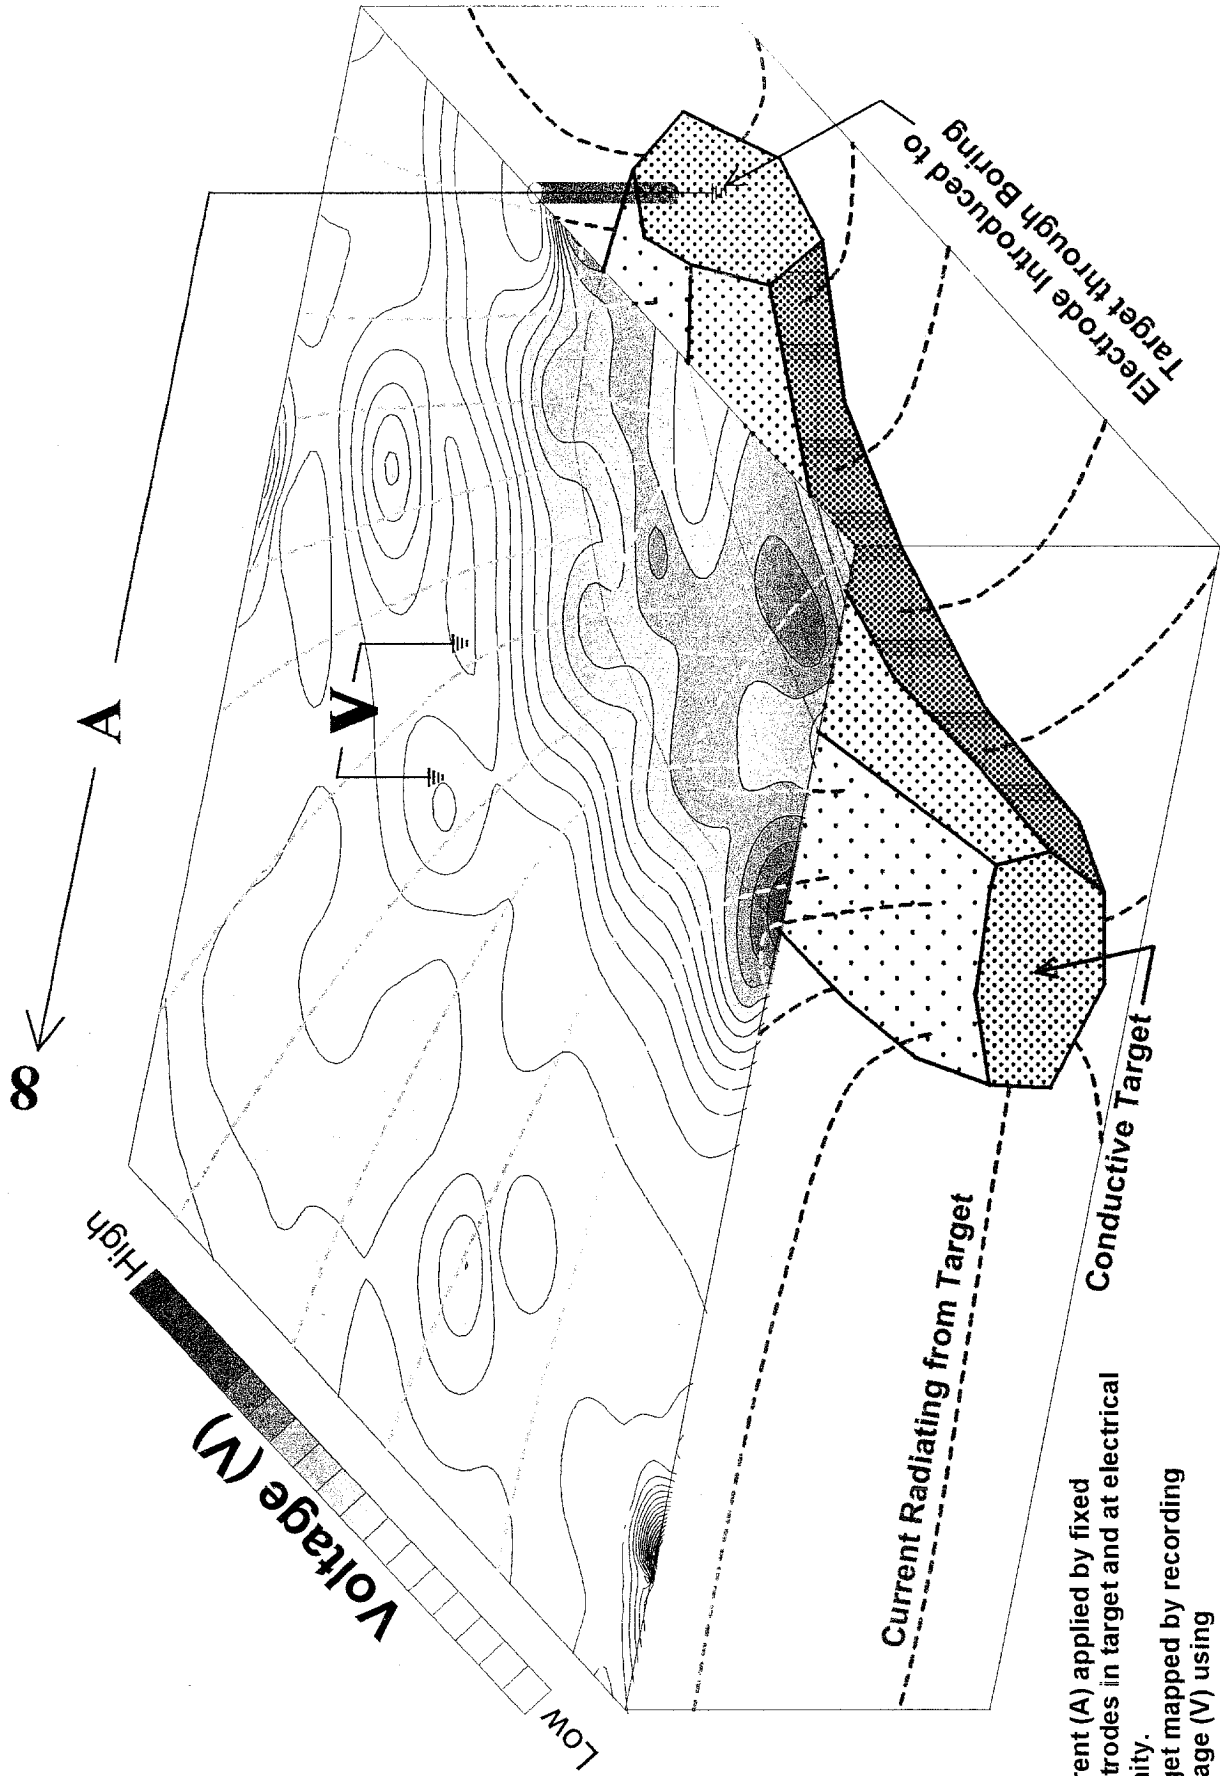 ∞
A
V
High
Voltage (V)
Low
Electrode Introduced to
Target through Boring
Current Radiating from Target
Conductive Target
rent (A) applied by fixed
trodes in target and at electrical
nity.
get mapped by recording
age (V) using